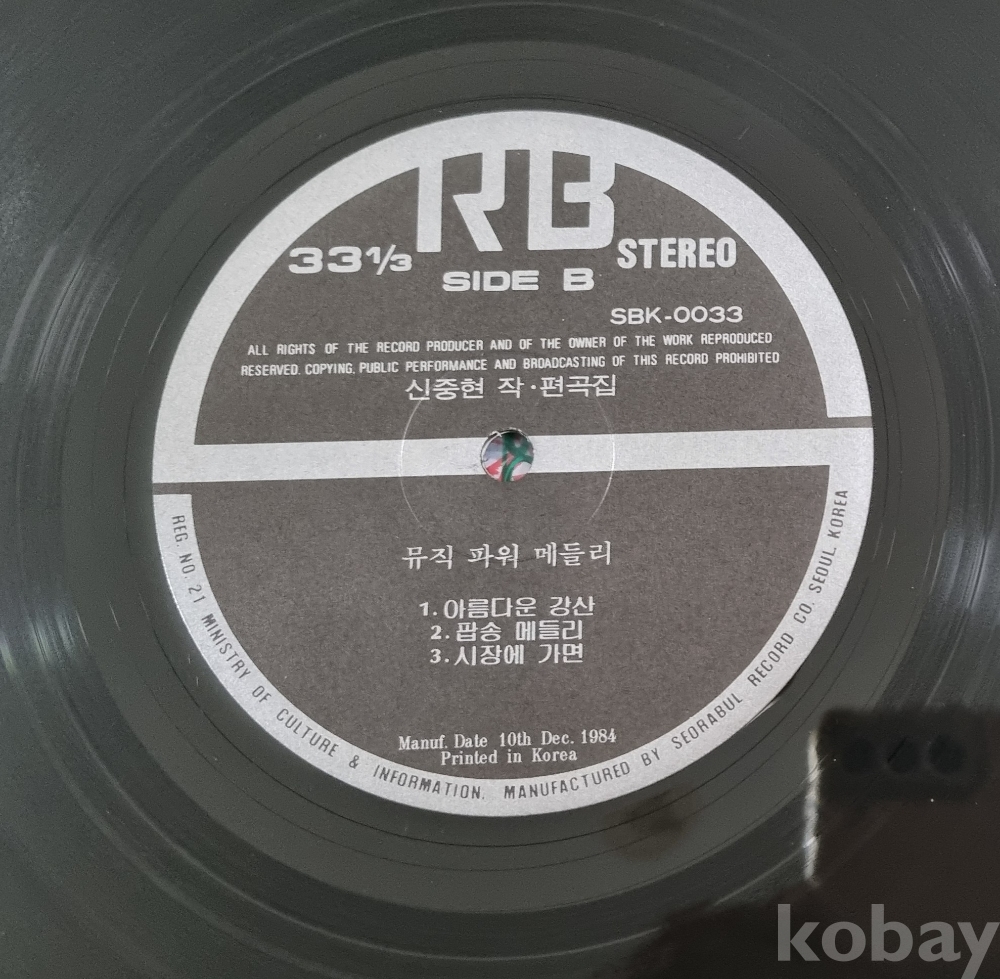 RB
33⅓
STEREO
SIDE B
SBK-0033
ALL RIGHTS OF THE RECORD PRODUCER AND OF THE OWNER OF THE WORK REPRODUCED
RESERVED. COPYING, PUBLIC PERFORMANCE AND BROADCASTING OF THIS RECORD PROHIBITED
신중현 작·편곡집
뮤직 파워 메들리
1. 아름다운 강산
2. 팝송 메들리
3. 시장에 가면
Manuf. Date 10th Dec. 1984
Printed in Korea
REG. NO. 21 MINISTRY OF CULTURE & INFORMATION. MANUFACTURED BY SEORABUL RECORD CO. SEOUL KOREA
kobay